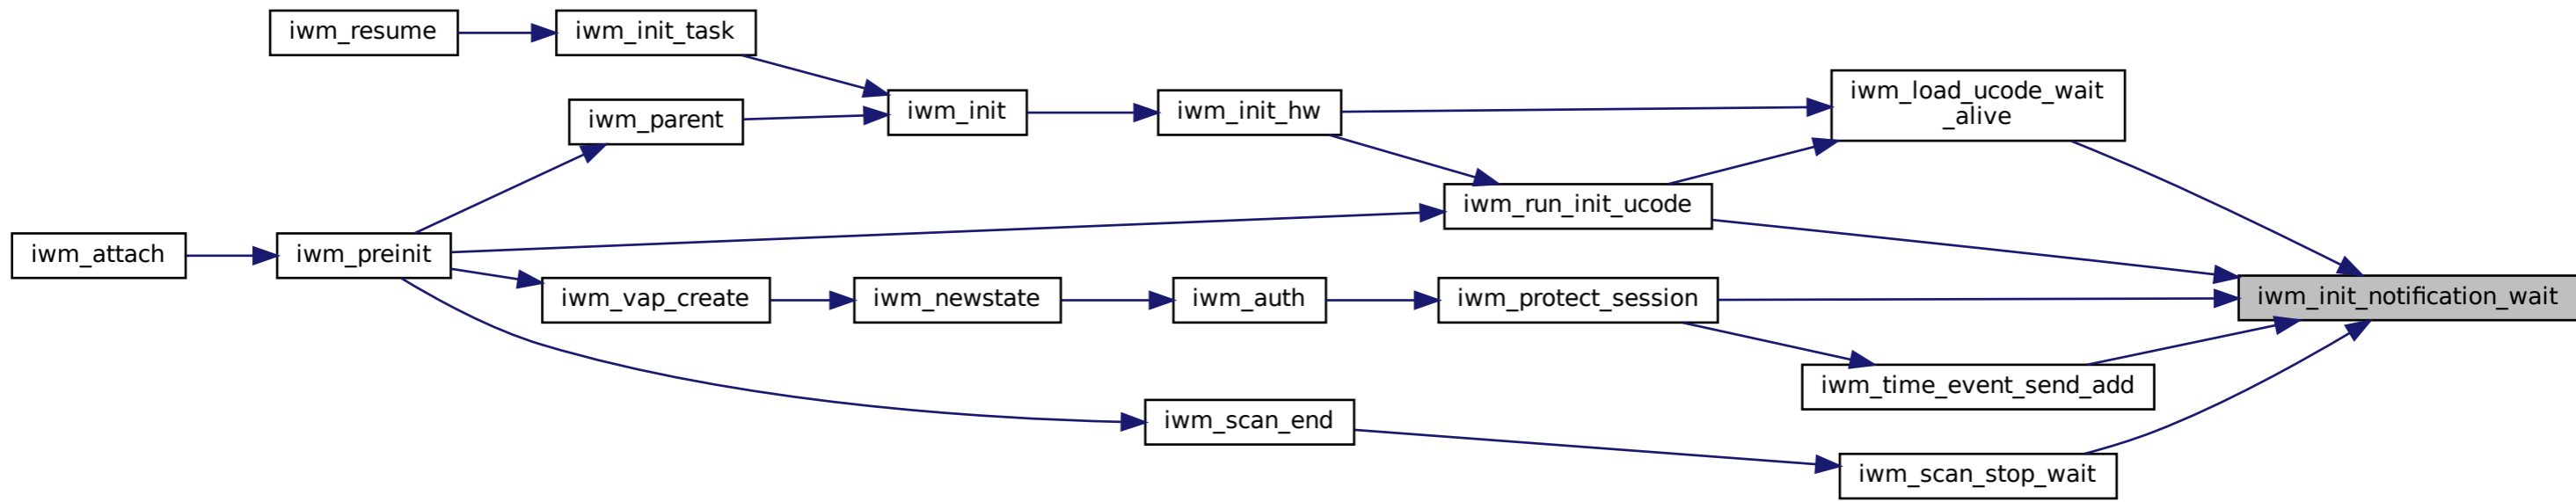 iwm_resume
iwm_init_task
iwm_parent
iwm_init
iwm_init_hw
iwm_load_ucode_wait
_alive
iwm_run_init_ucode
iwm_attach
iwm_preinit
iwm_vap_create
iwm_newstate
iwm_auth
iwm_protect_session
iwm_init_notification_wait
iwm_time_event_send_add
iwm_scan_end
iwm_scan_stop_wait